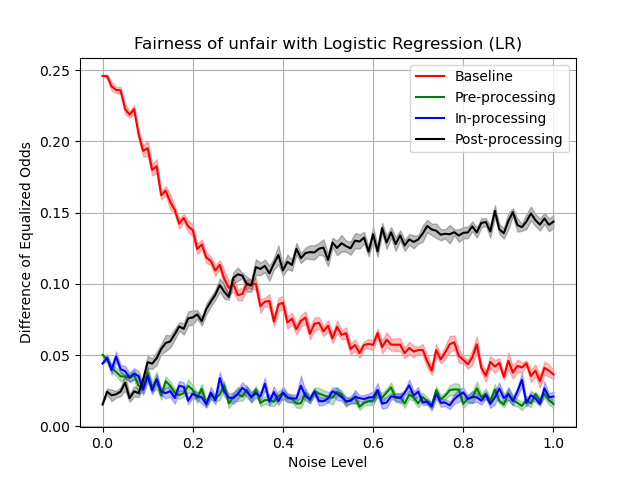 Fairness of unfair with Logistic Regression (LR)
Difference of Equalized Odds
0.25
0.20
0.15
0.10
0.05
0.00
Baseline
Pre-processing
In-processing
Post-processing
0.0 0.2 0.4 0.6 0.8 1.0
Noise Level